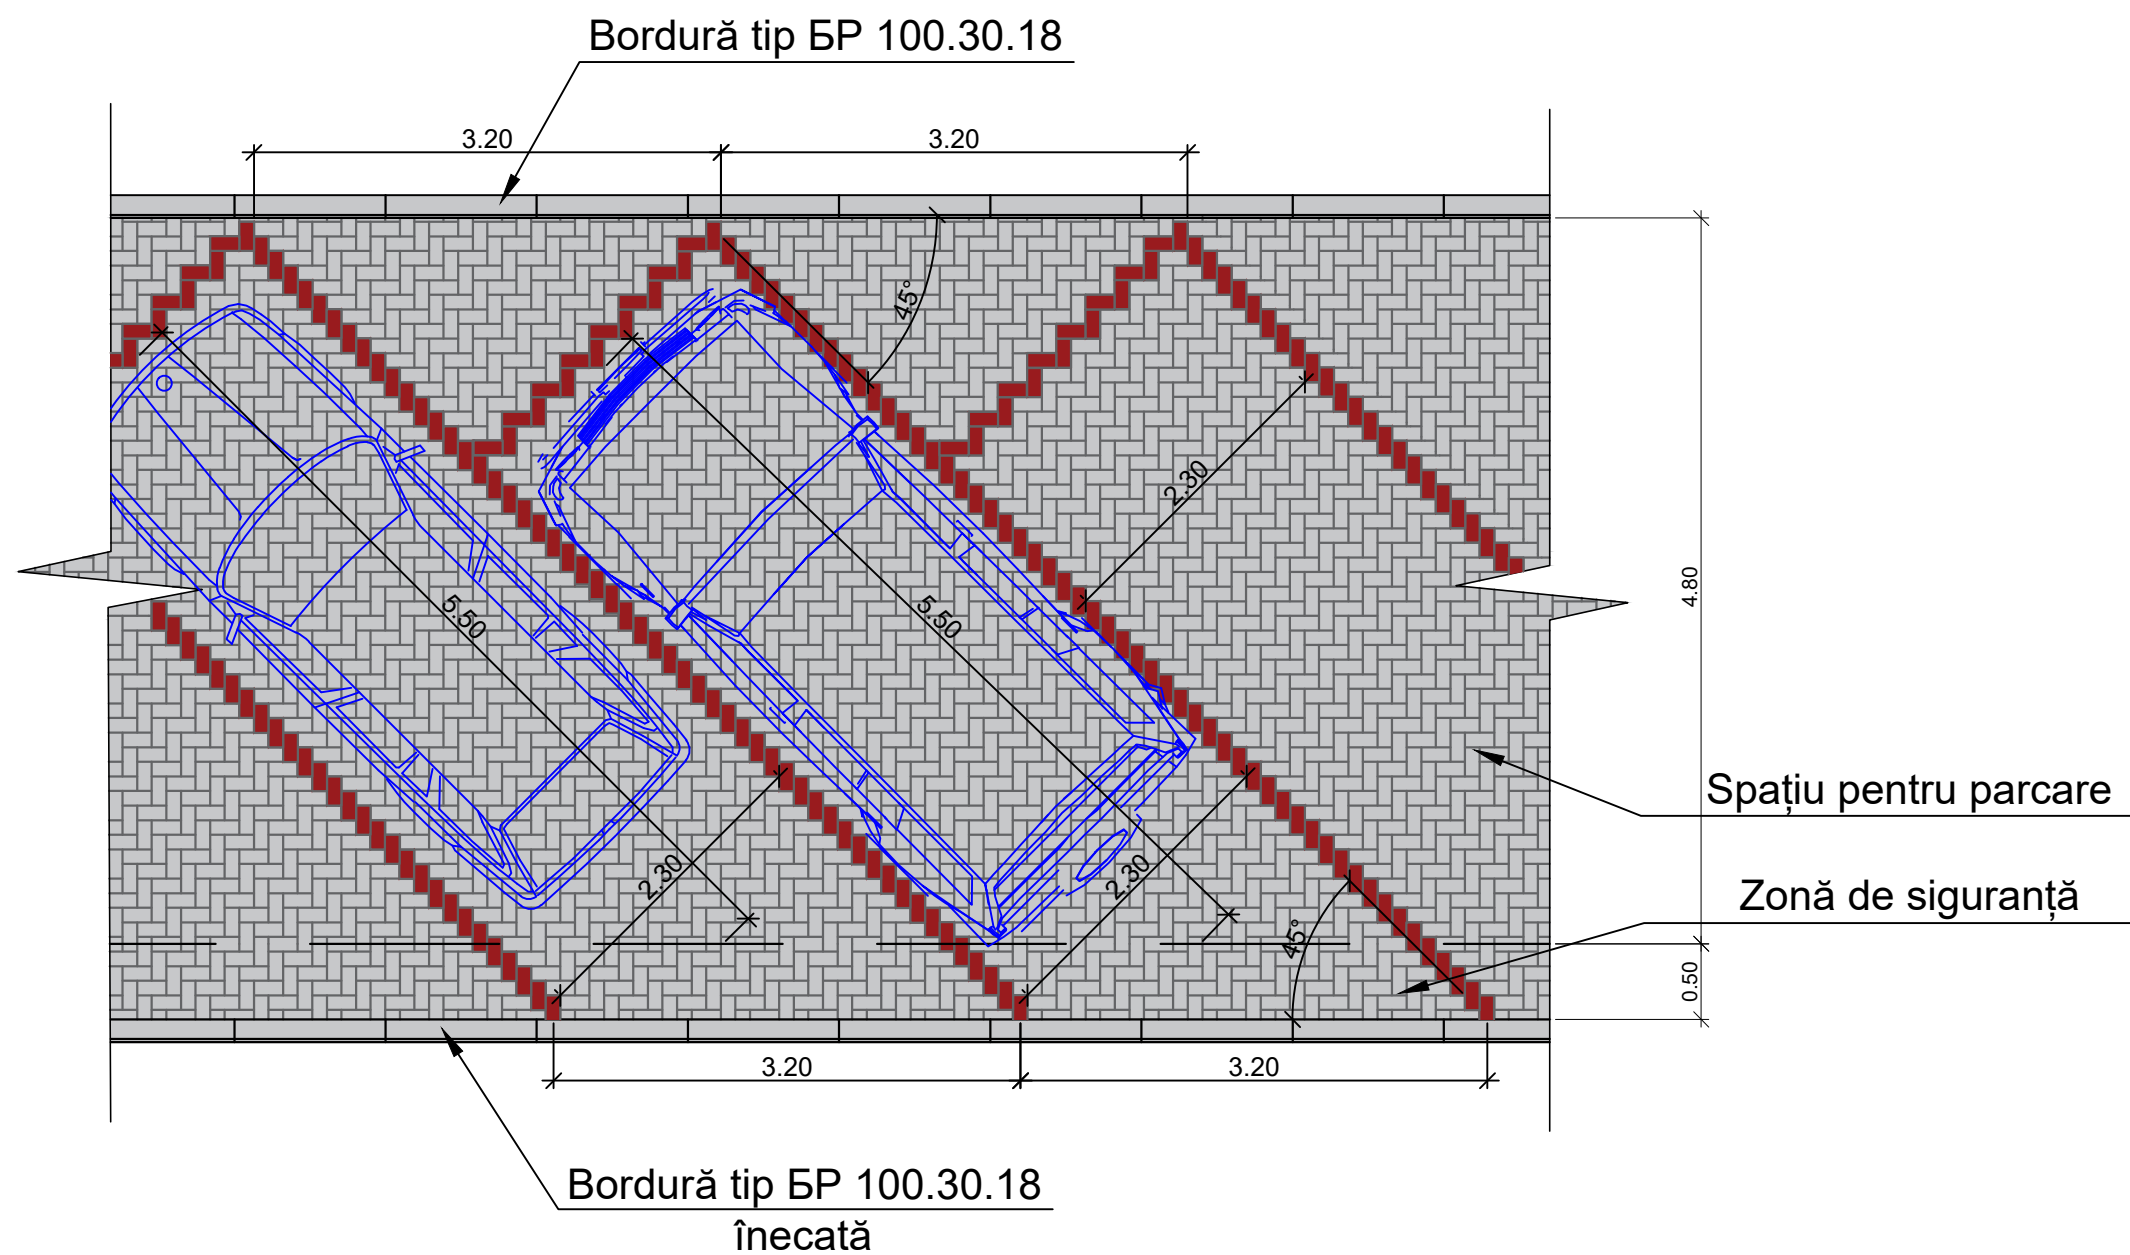 Bordură tip БР 100.30.18
3.20
3.20
45°
2.30
5.50
5.50
4.80
Spațiu pentru parcare
2.30
2.30
Zonă de siguranță
45°
0.50
3.20
3.20
Bordură tip БР 100.30.18
înecată